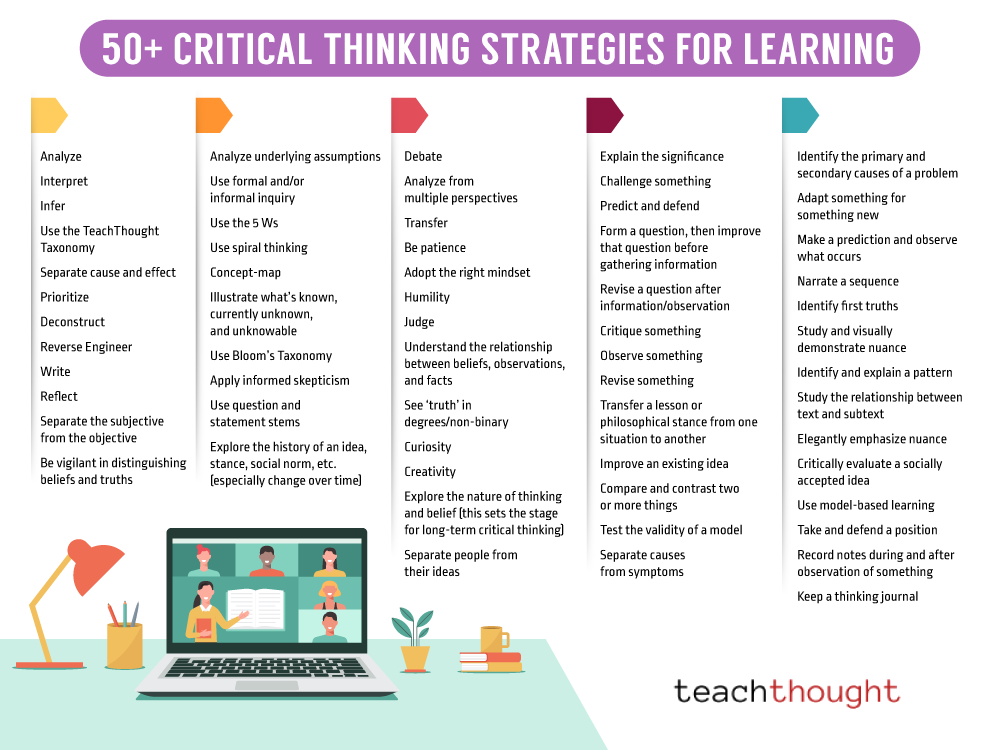 50+ CRITICAL THINKING STRATEGIES FOR LEARNING
Analyze
Interpret
Infer
Use the TeachThought
Taxonomy
Separate cause and effect
Prioritize
Deconstruct
Reverse Engineer
Write
Reflect
Separate the subjective
from the objective
Be vigilant in distinguishing
beliefs and truths
Analyze underlying assumptions
Use formal and/or
informal inquiry
Use the 5 Ws
Use spiral thinking
Concept-map
Illustrate what's known,
currently unknown,
and unknowable
Use Bloom's Taxonomy
Apply informed skepticism
Use question and
statement stems
Explore the history of an idea,
stance, social norm, etc.
(especially change over time)
Debate
Analyze from
multiple perspectives
Transfer
Be patience
Adopt the right mindset
Humility
Judge
Understand the relationship
between beliefs, observations,
and facts
See ‘truth’ in
degrees/non-binary
Curiosity
Creativity
Explore the nature of thinking
and belief (this sets the stage
for long-term critical thinking)
Separate people from
their ideas
Explain the significance
Challenge something
Predict and defend
Form a question, then improve
that question before
gathering information
Revise a question after
information/observation
Critique something
Observe something
Revise something
Transfer a lesson or
philosophical stance from one
situation to another
Improve an existing idea
Compare and contrast two
or more things
Test the validity of a model
Separate causes
from symptoms
Identify the primary and
secondary causes of a problem
Adapt something for
something new
Make a prediction and observe
what occurs
Narrate a sequence
Identify first truths
Study and visually
demonstrate nuance
Identify and explain a pattern
Study the relationship between
text and subtext
Elegantly emphasize nuance
Critically evaluate a socially
accepted idea
Use model-based learning
Take and defend a position
Record notes during and after
observation of something
Keep a thinking journal
teachthought